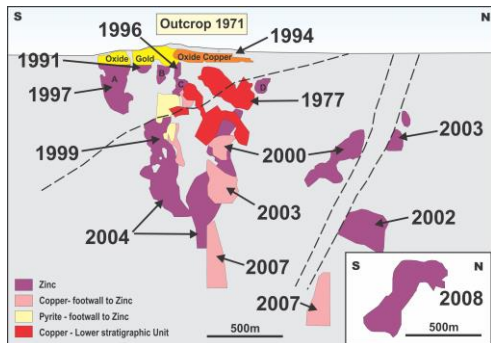 S
Outcrop 1971
N
1996
1994
1991
Oxide
Gold
Oxide Copper
A
B
C
D
1997
1977
1999
2003
2000
2003
2002
2004
2007
2007
Zinc
Copper- footwall to Zinc
Pyrite - footwall to Zinc
Copper - Lower stratigraphic Unit
500m
S
N
2008
500m